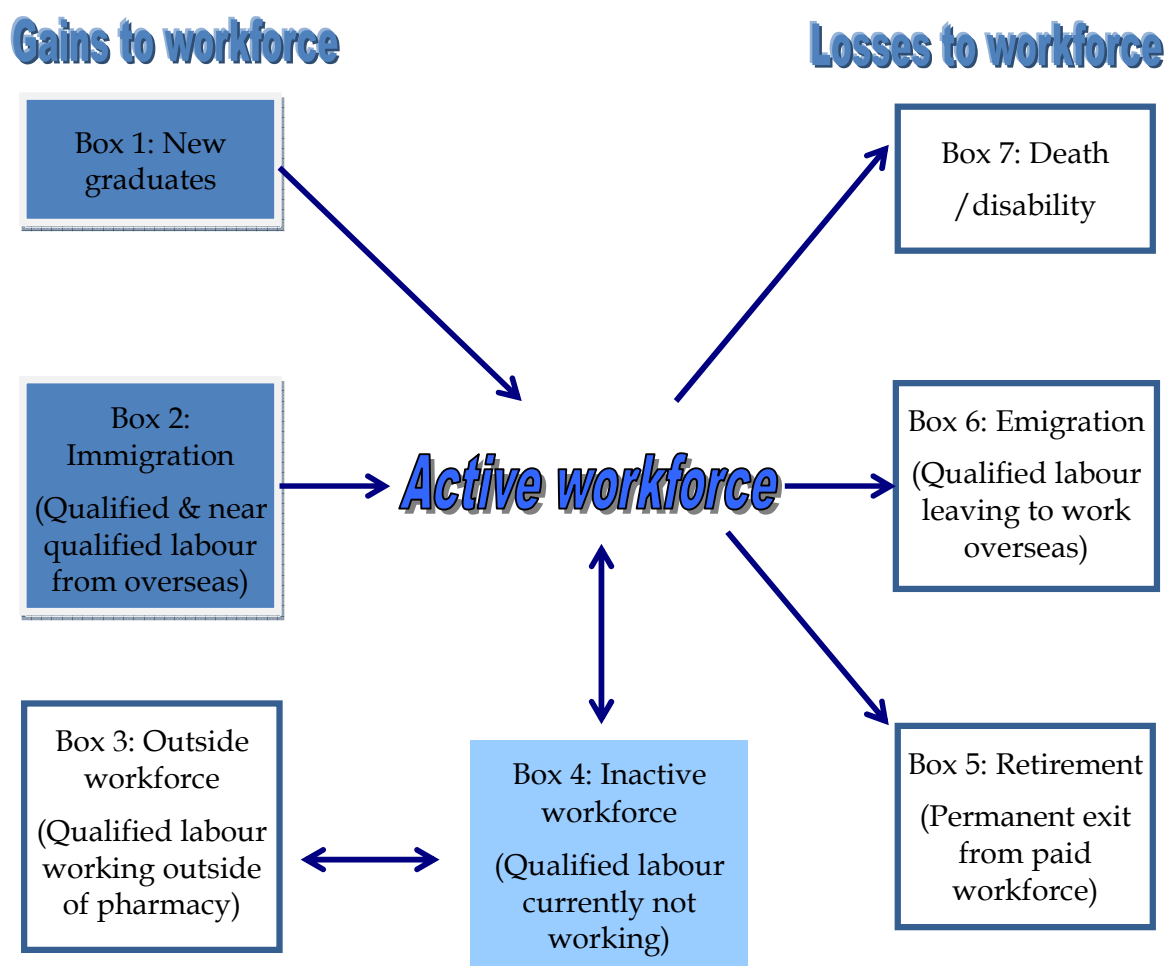 Gains to workforce
Losses to workforce
Box 1: New
graduates
Box 7: Death
/disability
Box 2:
Immigration
(Qualified & near
qualified labour
from overseas)
Active workforce
Box 6: Emigration
(Qualified labour
leaving to work
overseas)
Box 3: Outside
workforce
(Qualified labour
working outside
of pharmacy)
Box 4: Inactive
workforce
(Qualified labour
currently not
working)
Box 5: Retirement
(Permanent exit
from paid
workforce)